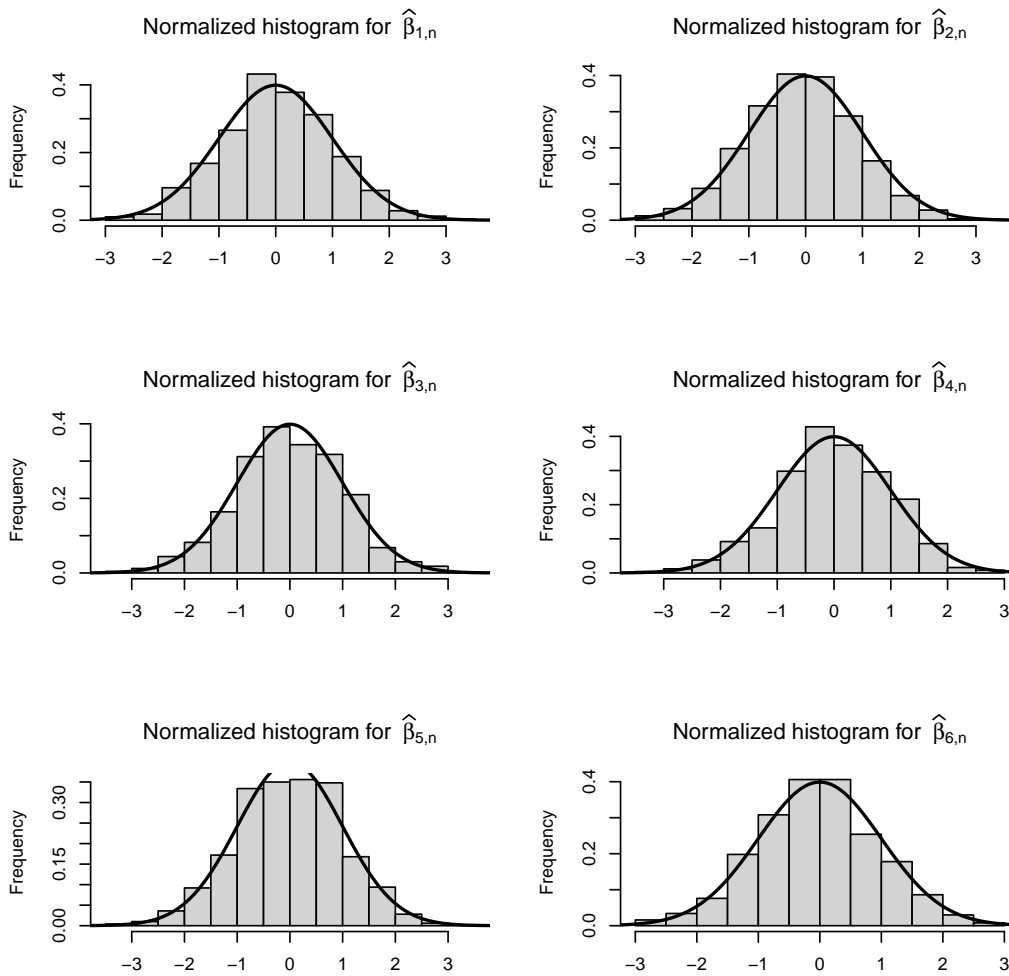 Normalized histogram for β̂1,n
Frequency
0.0 0.2 0.4
−3 −2 −1 0 1 2 3
Normalized histogram for β̂2,n
Frequency
0.0 0.2 0.4
−3 −2 −1 0 1 2 3
Normalized histogram for β̂3,n
Frequency
0.0 0.2 0.4
−3 −2 −1 0 1 2 3
Normalized histogram for β̂4,n
Frequency
0.0 0.2 0.4
−3 −2 −1 0 1 2 3
Normalized histogram for β̂5,n
Frequency
0.00 0.15 0.30
−3 −2 −1 0 1 2 3
Normalized histogram for β̂6,n
Frequency
0.0 0.2 0.4
−3 −2 −1 0 1 2 3